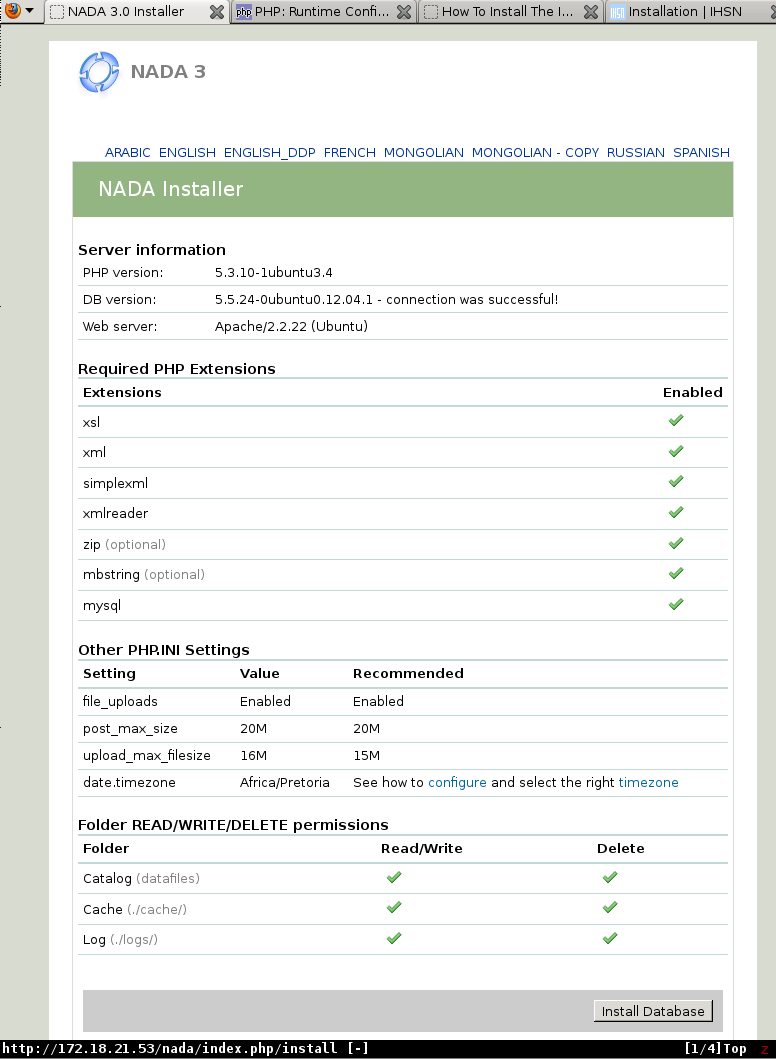 NADA 3.0 Installer PHP: Runtime Confi... How To Install The I... Installation | IHSN
NADA 3
ARABIC ENGLISH ENGLISH_DDP FRENCH MONGOLIAN MONGOLIAN - COPY RUSSIAN SPANISH
NADA Installer
Server information
PHP version: 5.3.10-1ubuntu3.4
DB version: 5.5.24-0ubuntu0.12.04.1 - connection was successful!
Web server: Apache/2.2.22 (Ubuntu)
Required PHP Extensions
Extensions Enabled
xsl
xml
simplexml
xmlreader
zip (optional)
mbstring (optional)
mysql
Other PHP.INI Settings
Setting Value Recommended
file_uploads Enabled Enabled
post_max_size 20M 20M
upload_max_filesize 16M 15M
date.timezone Africa/Pretoria See how to configure and select the right timezone
Folder READ/WRITE/DELETE permissions
Folder Read/Write Delete
Catalog (datafiles)
Cache (./cache/)
Log (./logs/)
Install Database
http://172.18.21.53/nada/index.php/install [-] [1/4]Top z